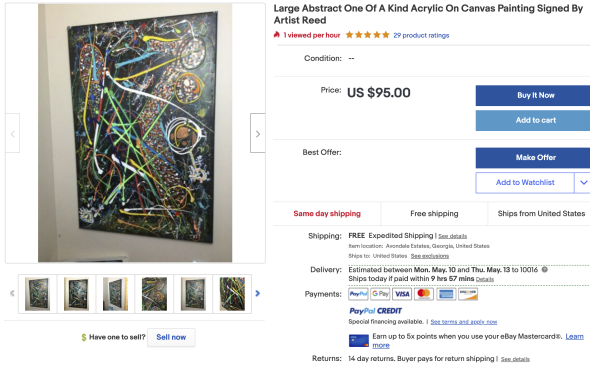 Large Abstract One Of A Kind Acrylic On Canvas Painting Signed By
Artist Reed
1 viewed per hour 29 product ratings
Condition: --
Price: US $95.00
Buy It Now
Add to cart
Best Offer:
Make Offer
Add to Watchlist
Same day shipping Free shipping Ships from United States
Shipping: FREE Expedited Shipping | See details
Item location: Avondale Estates, Georgia, United States
Ships to: United States See exclusions
Delivery: Estimated between Mon. May. 10 and Thu. May. 13 to 10016
Ships today if paid within 9 hrs 57 mins Details
Payments: PayPal G Pay VISA
PayPal CREDIT
Special financing available. | See terms and apply now
Earn up to 5x points when you use your eBay Mastercard®. Learn
more
Returns: 14 day returns. Buyer pays for return shipping | See details
$ Have one to sell? Sell now